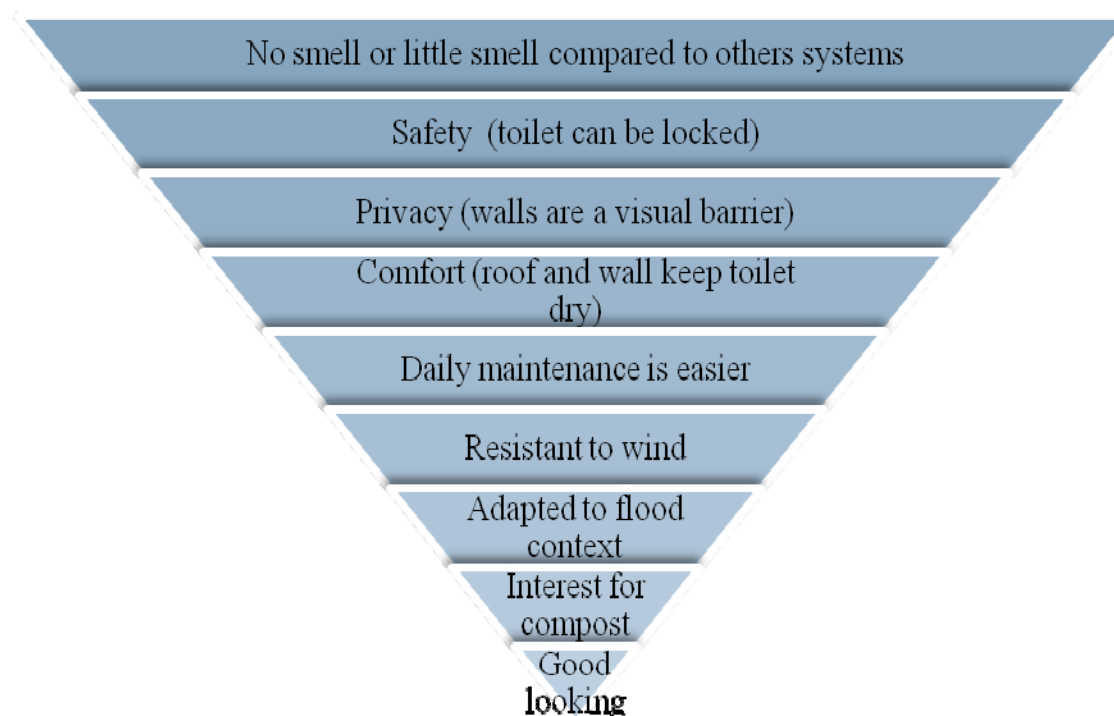 No smell or little smell compared to others systems
Safety (toilet can be locked)
Privacy (walls are a visual barrier)
Comfort (roof and wall keep toilet
dry)
Daily maintenance is easier
Resistant to wind
Adapted to flood
context
Interest for
compost
Good
looking